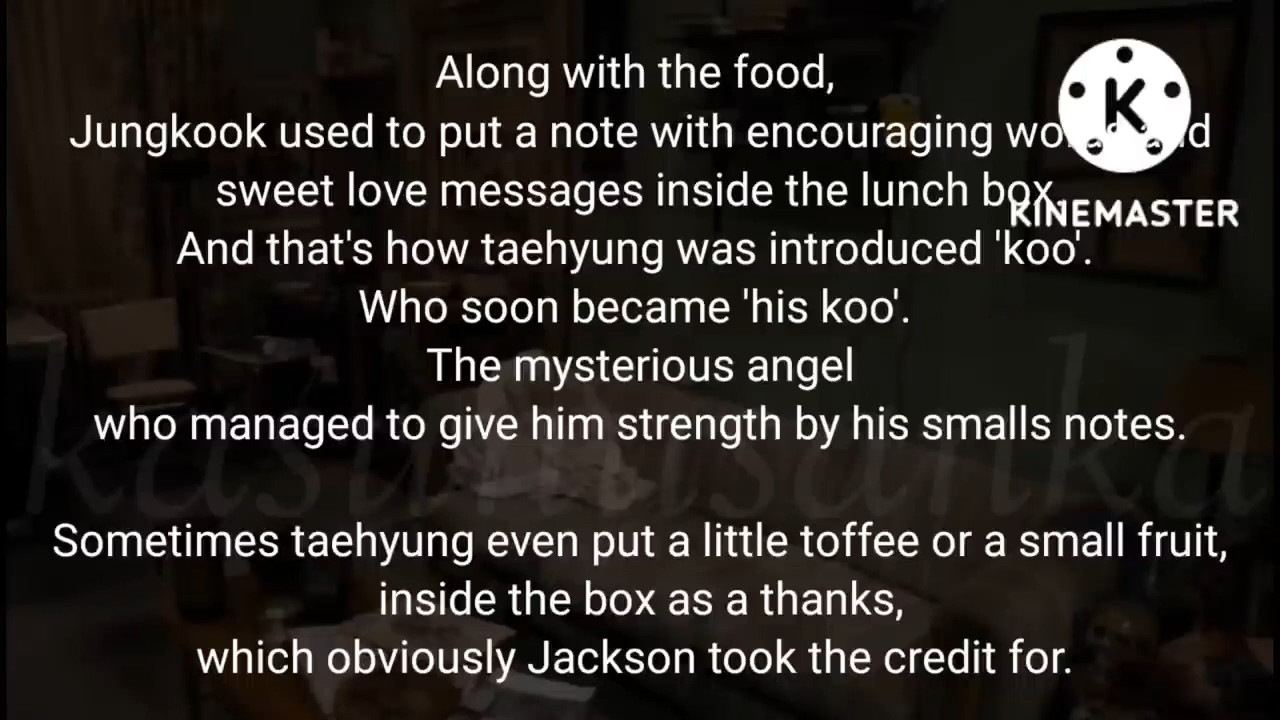 Along with the food,
Jungkook used to put a note with encouraging
sweet love messages inside the lunch box.
And that's how taehyung was introduced 'koo'.
Who soon became 'his koo'.
The mysterious angel
who managed to give him strength by his smalls notes.
Sometimes taehyung even put a little toffee or a small fruit,
inside the box as a thanks,
which obviously Jackson took the credit for.
K
KINEMASTER